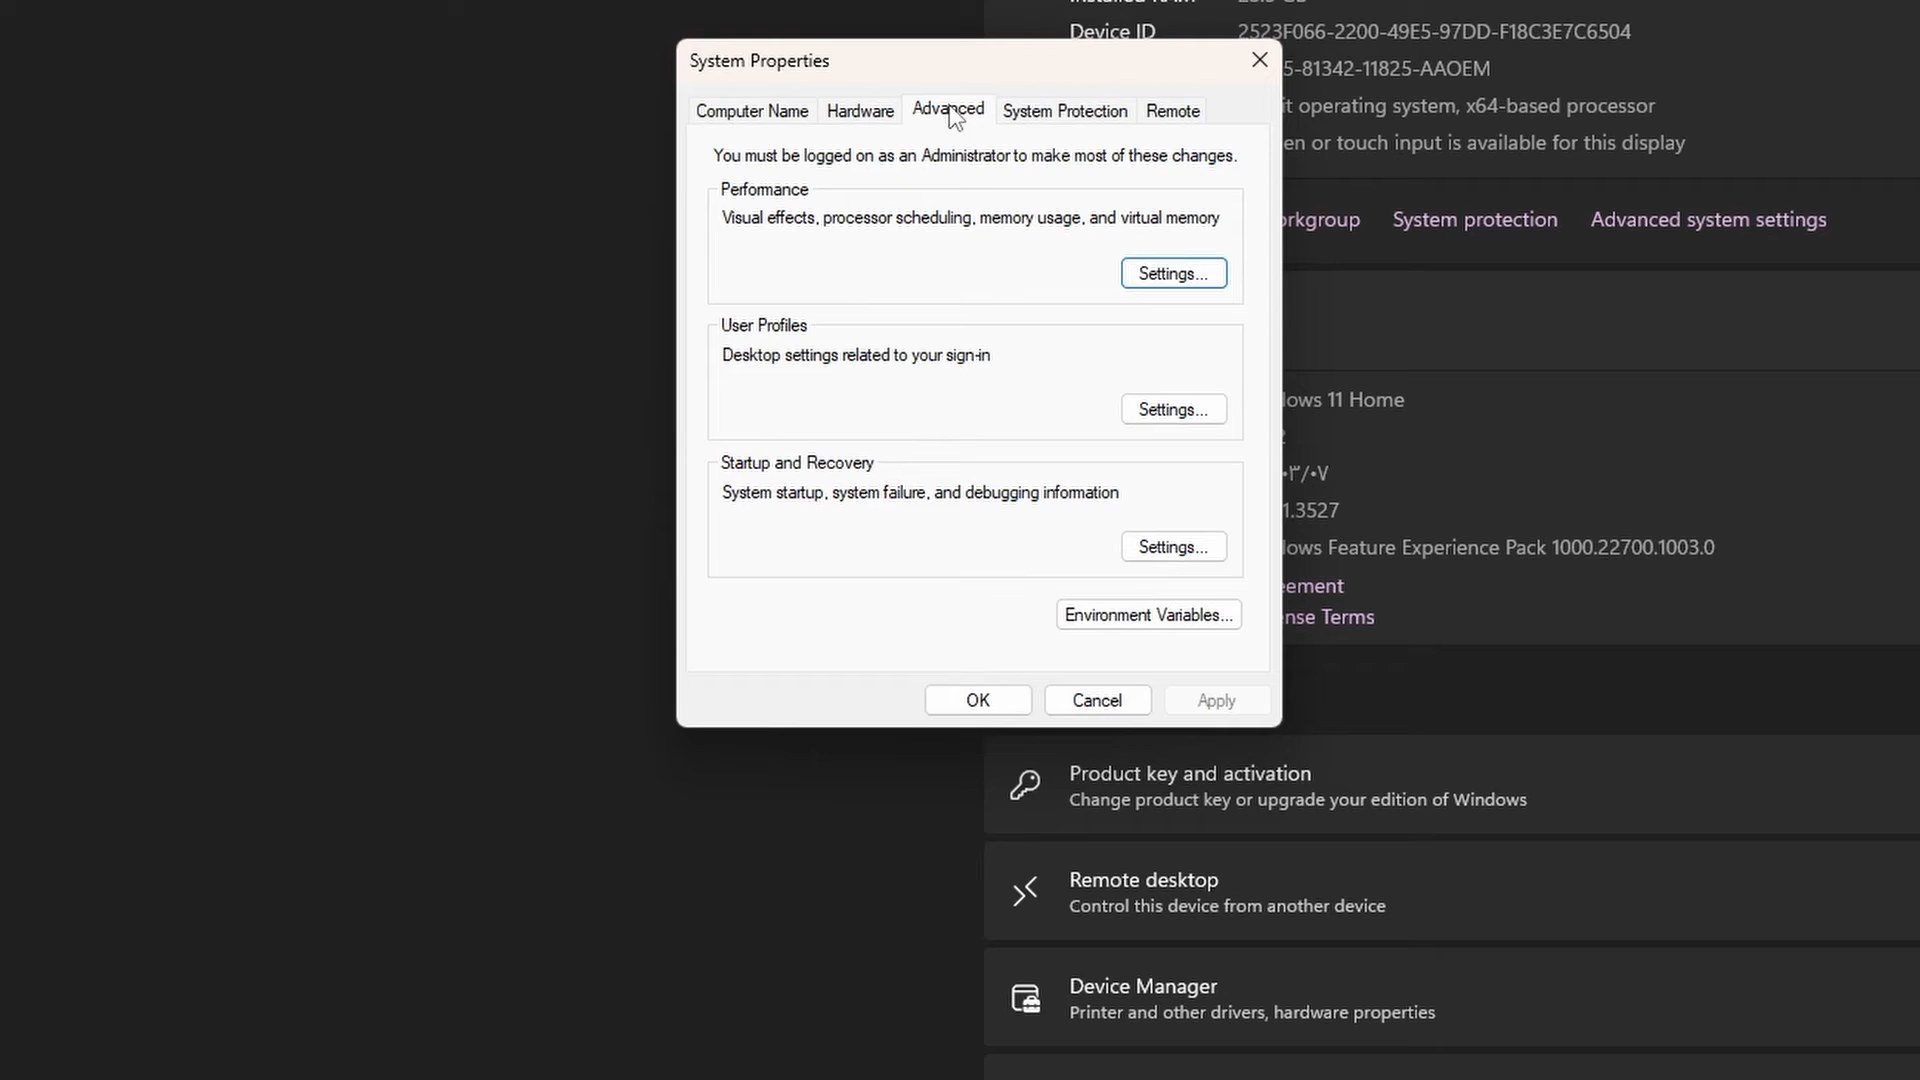 Device ID
2523F066-2200-49E5-97DD-F18C3E7C6504
System Properties
5-81342-11825-AAOEM
Computer Name
Hardware
Advanced
System Protection
Remote
it operating system, x64-based processor
en or touch input is available for this display
You must be logged on as an Administrator to make most of these changes.
Performance
Visual effects, processor scheduling, memory usage, and virtual memory
Settings...
orkgroup
System protection
Advanced system settings
User Profiles
Desktop settings related to your sign-in
Settings...
lows 11 Home
Startup and Recovery
System startup, system failure, and debugging information
Settings...
٠٣/٠٧
1.3527
lows Feature Experience Pack 1000.22700.1003.0
eement
nse Terms
Environment Variables...
OK
Cancel
Apply
Product key and activation
Change product key or upgrade your edition of Windows
Remote desktop
Control this device from another device
Device Manager
Printer and other drivers, hardware properties